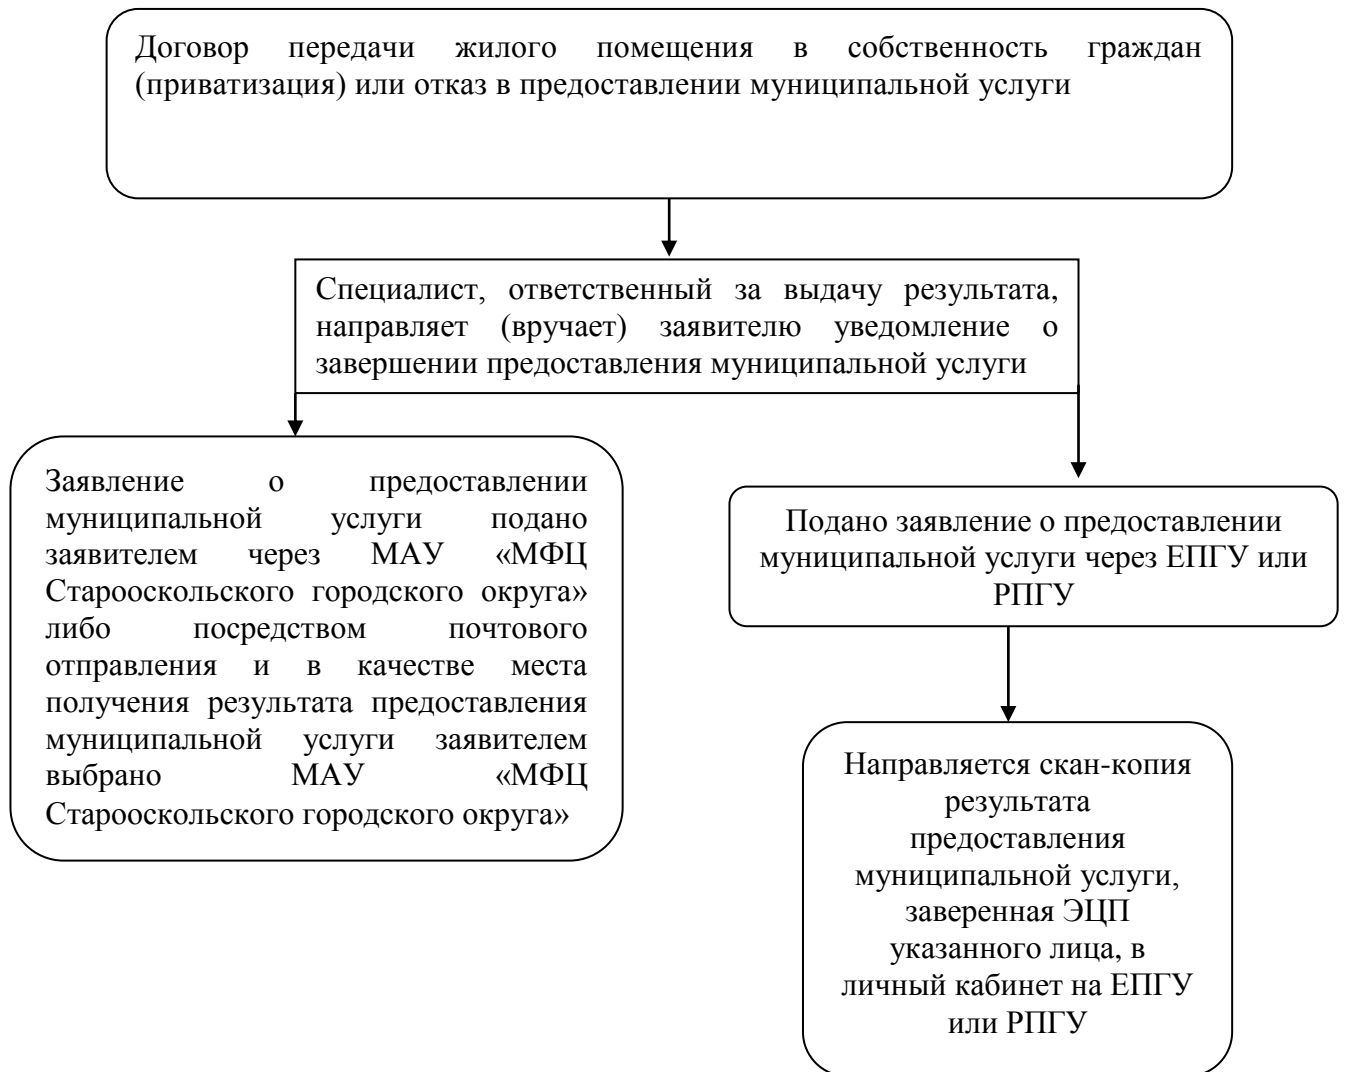 Договор передачи жилого помещения в собственность граждан
(приватизация) или отказ в предоставлении муниципальной услуги
Специалист, ответственный за выдачу результата,
направляет (вручает) заявителю уведомление о
завершении предоставления муниципальной услуги
Заявление о предоставлении
муниципальной услуги подано
заявителем через МАУ «МФЦ
Старооскольского городского округа»
либо посредством почтового
отправления и в качестве места
получения результата предоставления
муниципальной услуги заявителем
выбрано МАУ «МФЦ
Старооскольского городского округа»
Подано заявление о предоставлении
муниципальной услуги через ЕПГУ или
РПГУ
Направляется скан-копия
результата
предоставления
муниципальной услуги,
заверенная ЭЦП
указанного лица, в
личный кабинет на ЕПГУ
или РПГУ